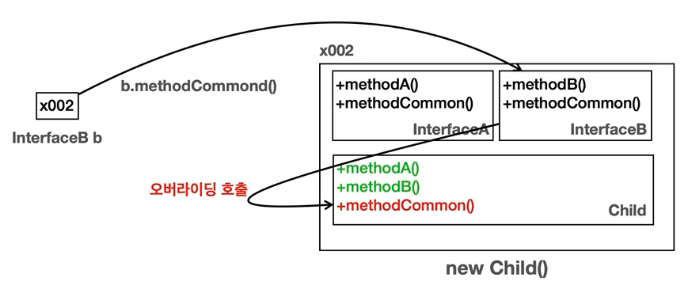 x002
b.methodCommond()
x002
InterfaceB b
+methodA()
+methodCommon()
InterfaceA
+methodB()
+methodCommon()
InterfaceB
오버라이딩 호출
+methodA()
+methodB()
+methodCommon()
Child
new Child()